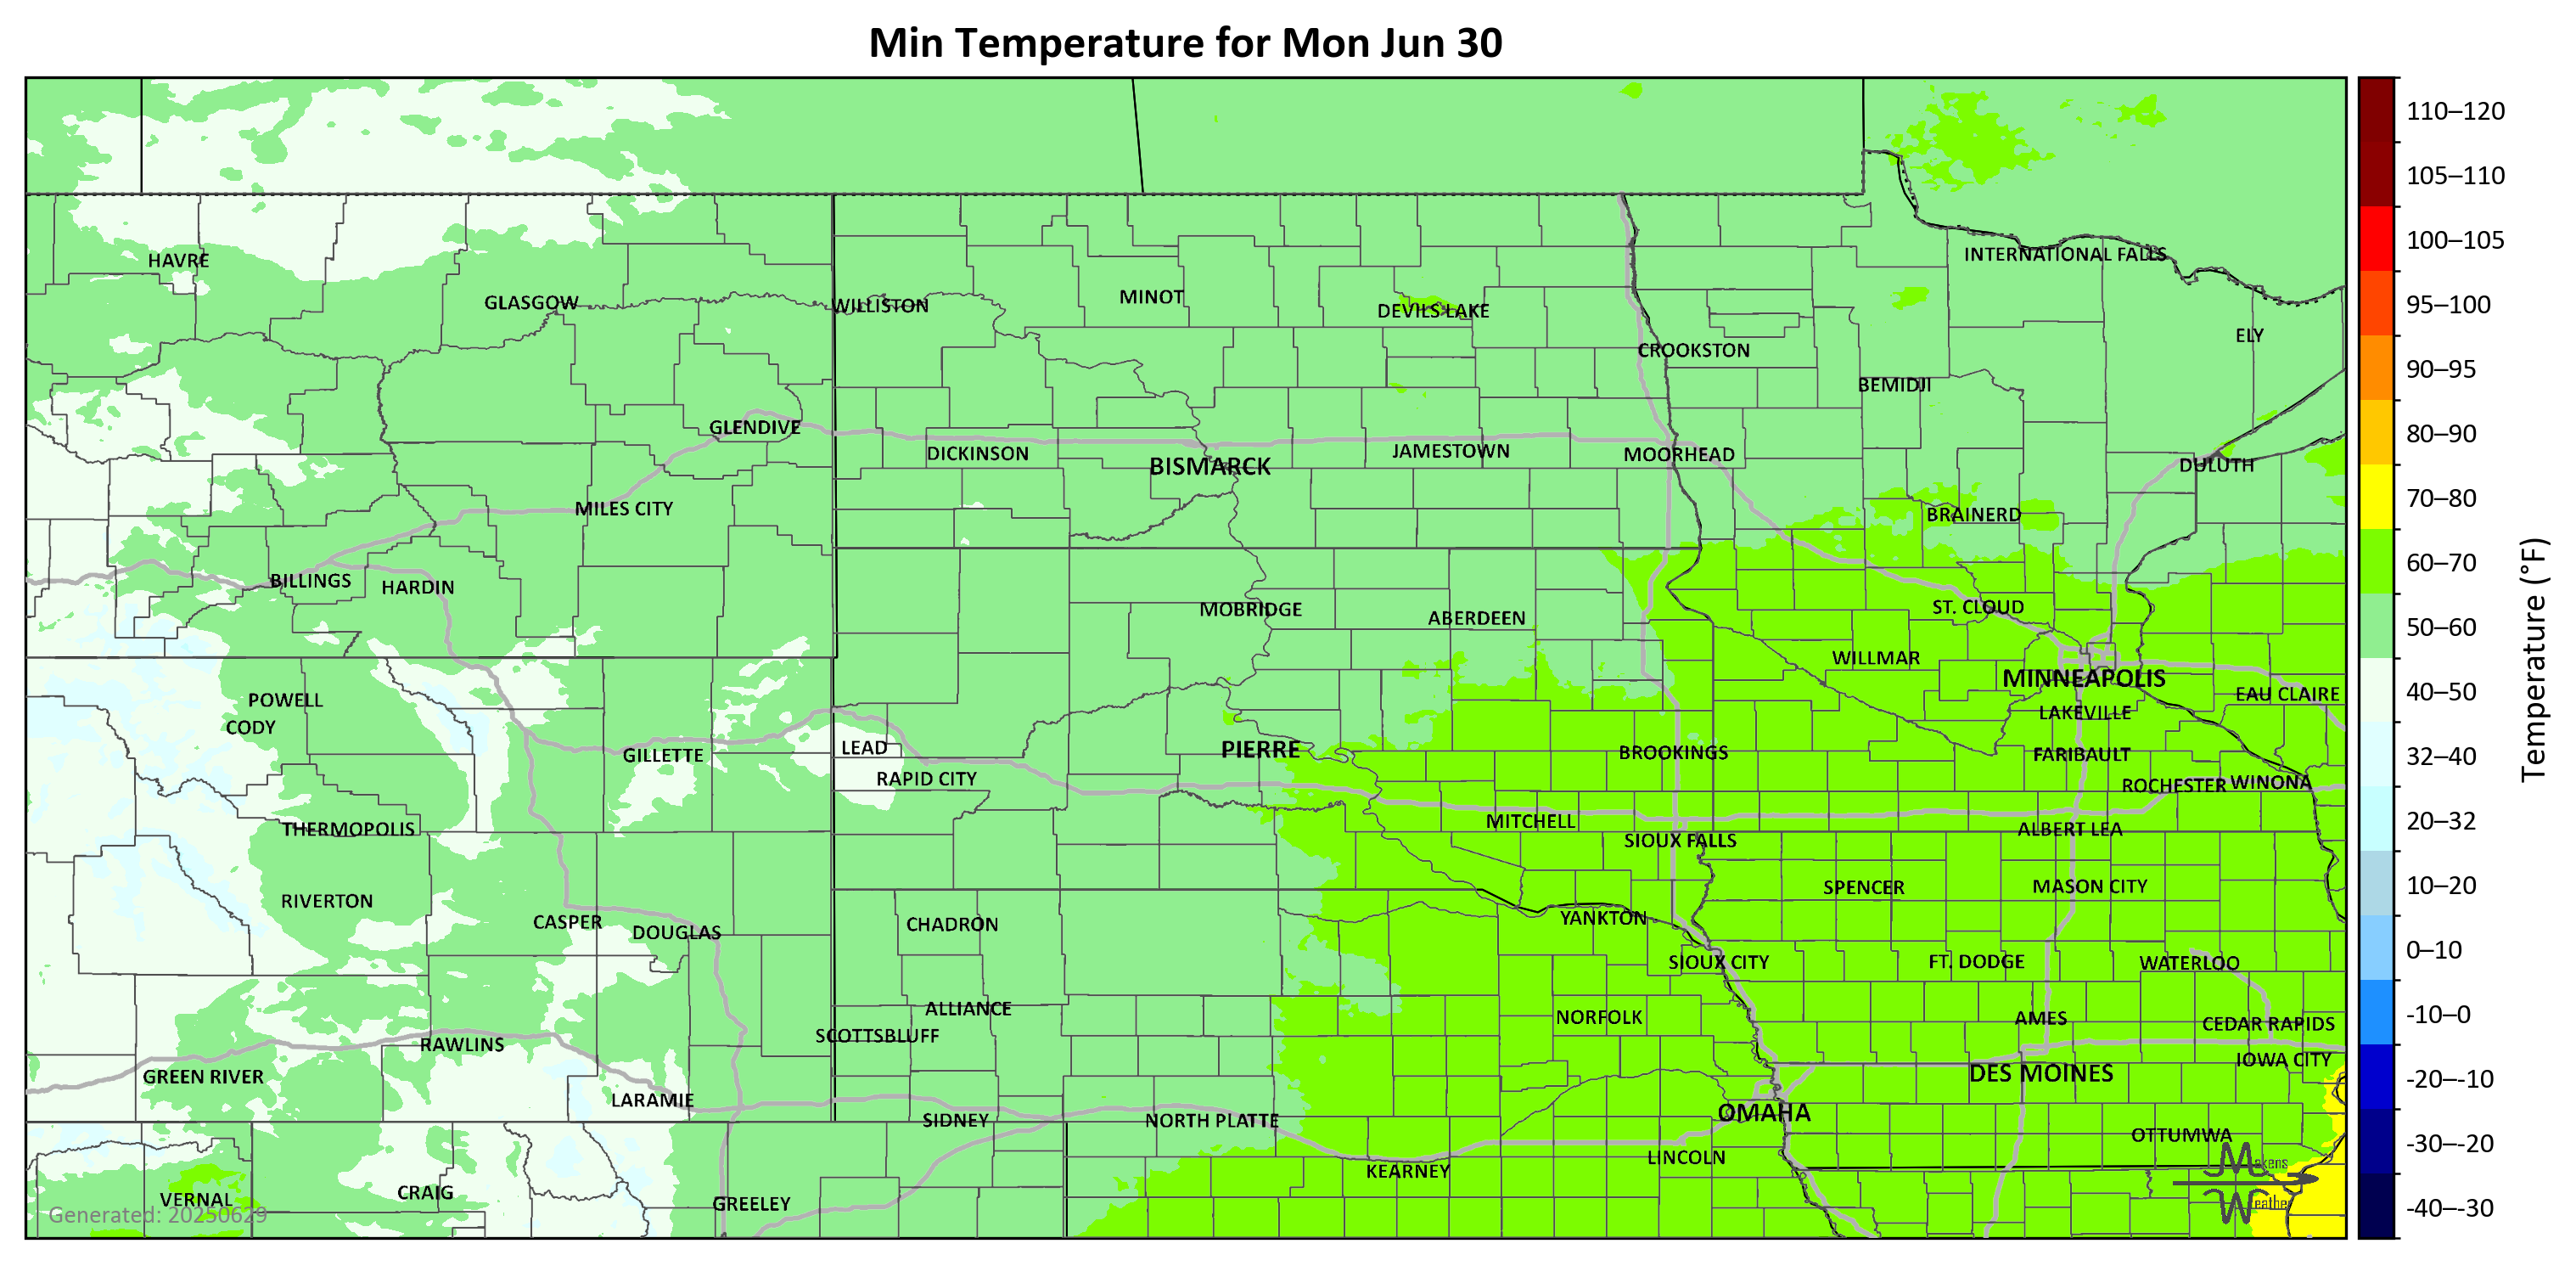 Min Temperature for Mon Jun 30
110–120
105–110
100–105
95–100
90–95
80–90
70–80
60–70
50–60
40–50
32–40
20–32
10–20
0–10
-10–0
-20–-10
-30–-20
-40–-30
Temperature (°F)
INTERNATIONAL FALLS
HAVRE
GLASGOW
WILLISTON
MINOT
DEVILS LAKE
ELY
CROOKSTON
BEMIDJI
GLENDIVE
DICKINSON
BISMARCK
JAMESTOWN
MOORHEAD
DULUTH
MILES CITY
BRAINERD
BILLINGS
HARDIN
MOBRIDGE
ABERDEEN
ST. CLOUD
WILLMAR
MINNEAPOLIS
EAU CLAIRE
POWELL
CODY
LAKEVILLE
GILLETTE
LEAD
PIERRE
BROOKINGS
FARIBAULT
RAPID CITY
ROCHESTER
WINONA
THERMOPOLIS
MITCHELL
SIOUX FALLS
ALBERT LEA
RIVERTON
SPENCER
MASON CITY
CASPER
DOUGLAS
CHADRON
YANKTON
SIOUX CITY
FT. DODGE
WATERLOO
ALLIANCE
NORFOLK
AMES
CEDAR RAPIDS
SCOTTSBLUFF
RAWLINS
IOWA CITY
GREEN RIVER
DES MOINES
LARAMIE
OMAHA
SIDNEY
NORTH PLATTE
OTTUMWA
LINCOLN
KEARNEY
VERNAL
CRAIG
GREELEY
Generated: 20250629
Makens
Weather